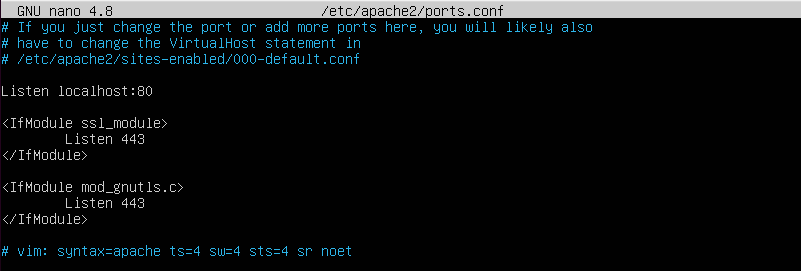 GNU nano 4.8 /etc/apache2/ports.conf
# If you just change the port or add more ports here, you will likely also
# have to change the VirtualHost statement in
# /etc/apache2/sites-enabled/000-default.conf
Listen localhost:80
<IfModule ssl_module>
Listen 443
</IfModule>
<IfModule mod_gnutls.c>
Listen 443
</IfModule>
# vim: syntax=apache ts=4 sw=4 sts=4 sr noet